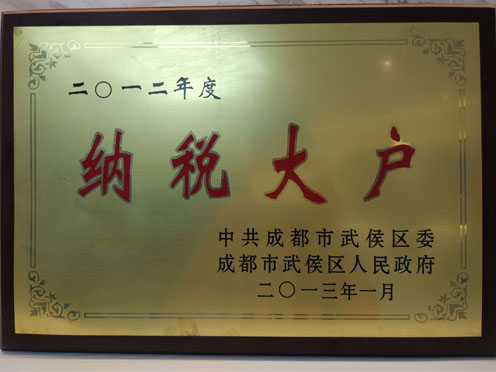 二〇一二年度
纳税大户
中共成都市武侯区委
成都市武侯区人民政府
二〇一三年一月